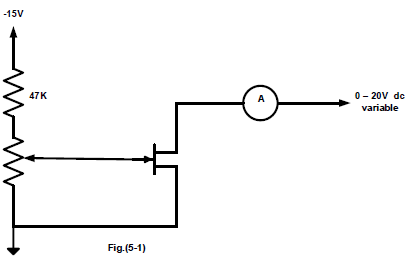 -15V
47K
A
0 – 20V dc
variable
Fig.(5-1)